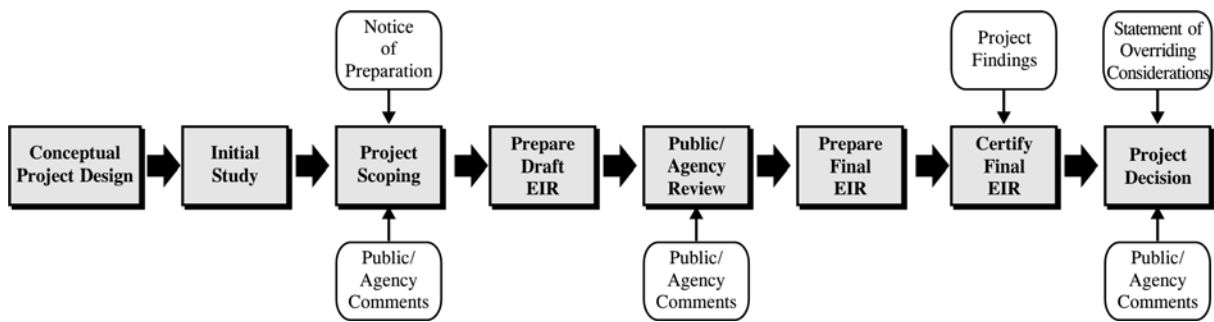 Notice
of
Preparation
Project
Findings
Statement of
Overriding
Considerations
Conceptual
Project Design
Initial
Study
Project
Scoping
Prepare
Draft
EIR
Public/
Agency
Review
Prepare
Final
EIR
Certify
Final
EIR
Project
Decision
Public/
Agency
Comments
Public/
Agency
Comments
Public/
Agency
Comments